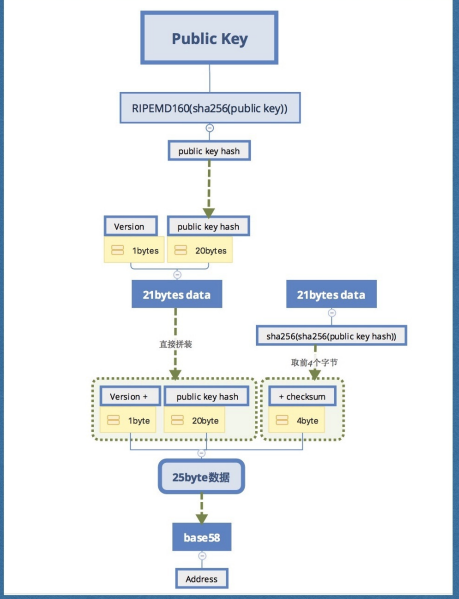 Public Key
RIPEMD160(sha256(public key))
public key hash
Version
public key hash
1bytes
20bytes
21bytes data
21bytes data
sha256(sha256(public key hash))
直接拼装
取前4个字节
Version +
public key hash
+ checksum
1byte
20byte
4byte
25byte数据
base58
Address